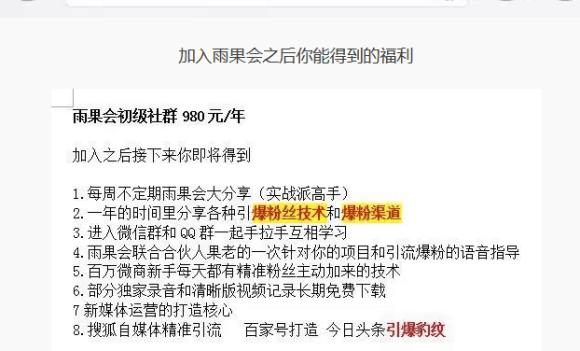 加入雨果会之后你能得到的福利
雨果会初级社群 980 元/年
加入之后接下来你即将得到
1.每周不定期雨果会大分享（实战派高手）
2.一年的时间里分享各种引爆粉丝技术和爆粉渠道
3.进入微信群和 QQ 群一起手拉手互相学习
4.雨果会联合合伙人果老的一次针对你的项目和引流爆粉的语音指导
5.百万微商新手每天都有精准粉丝主动加来的技术
6.部分独家录音和清晰版视频记录长期免费下载
7 新媒体运营的打造核心
8.搜狐自媒体精准引流 百家号打造 今日头条引爆豹纹